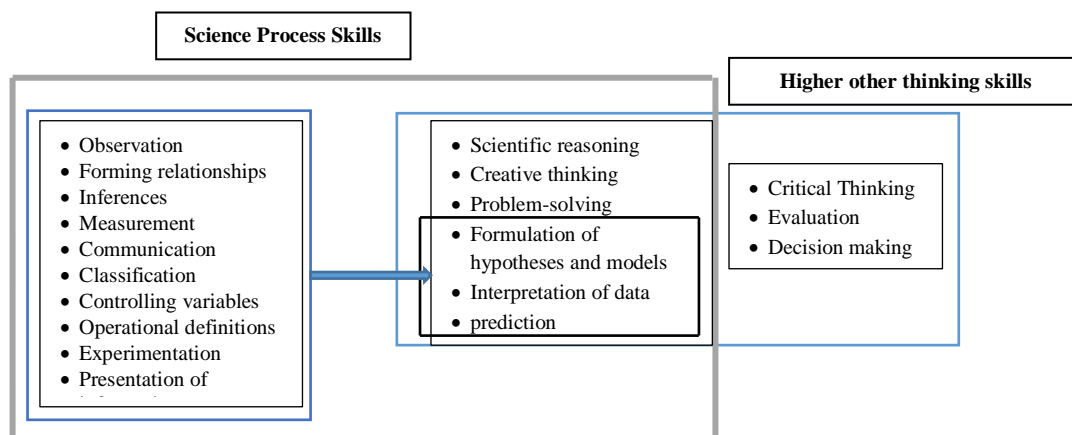 Science Process Skills
Higher other thinking skills
• Observation
• Forming relationships
• Inferences
• Measurement
• Communication
• Classification
• Controlling variables
• Operational definitions
• Experimentation
• Presentation of
• Scientific reasoning
• Creative thinking
• Problem-solving
• Formulation of
hypotheses and models
• Interpretation of data
• prediction
• Critical Thinking
• Evaluation
• Decision making